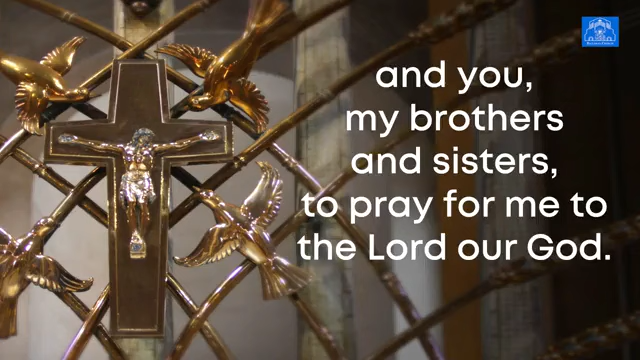 and you,
my brothers
and sisters,
to pray for me to
the Lord our God.